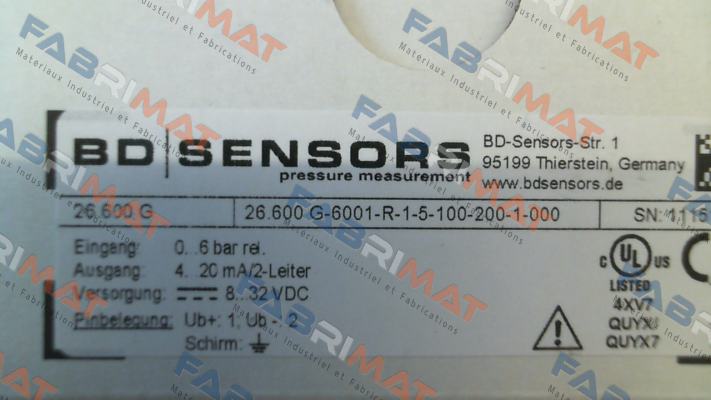 BD|SENSORS
pressure measurement
BD-Sensors-Str. 1
95199 Thierstein, Germany
www.bdsensors.de
26.600 G
26.600 G-6001-R-1-5-100-200-1-000
SN:
Eingang: 0...6 bar rel.
Ausgang: 4...20 mA/2-Leiter
Versorgung: 8...32 VDC
Pinbelegung: Ub+: 1; Ub -: 2
Schirm:
C UL US
LISTED
4XV7
QUYX
QUYX7
FABRIMAT
Materiaux Industriel et Fabrications